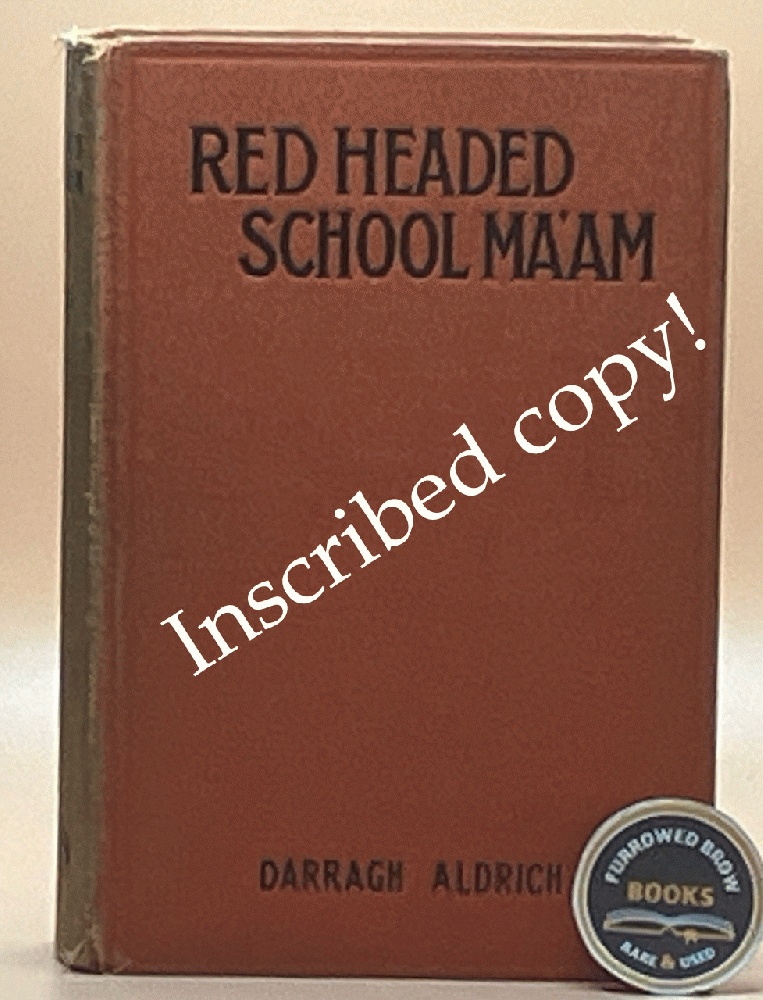 RED HEADED
SCHOOL MA'AM
Inscribed copy!
DARRAGH ALDRICH
FURROWED BROW
BOOKS
RARE & USED